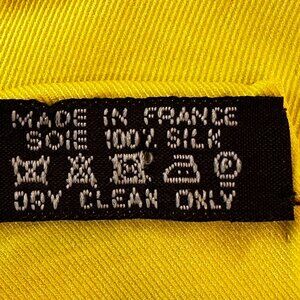 MADE IN FRANCE
SOIE 100% SILK
P
DRY CLEAN ONLY